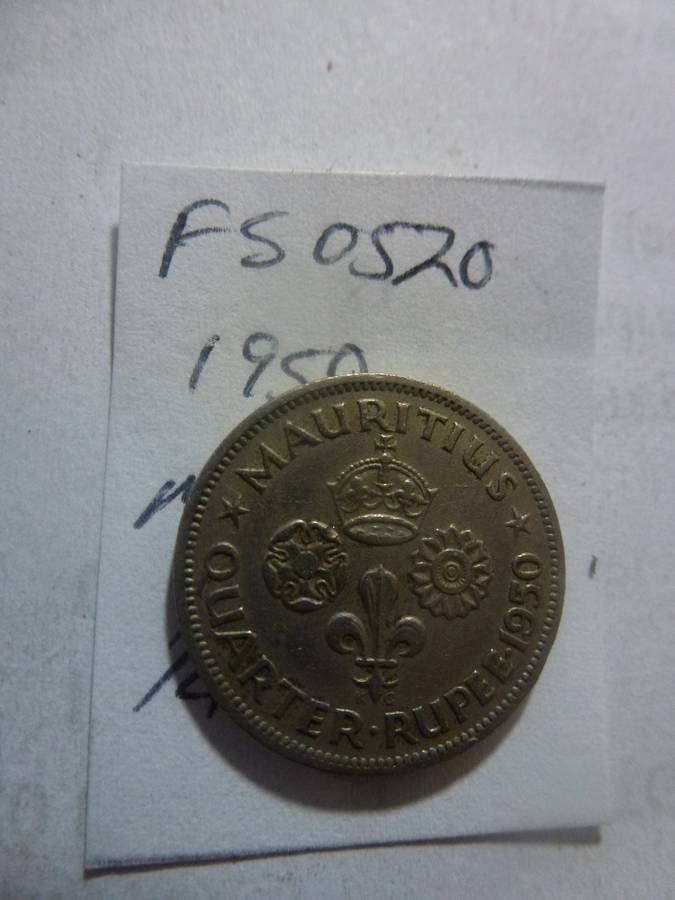 FS0520
1950
MAURITIUS
QUARTER · RUPEE · 1950
K G